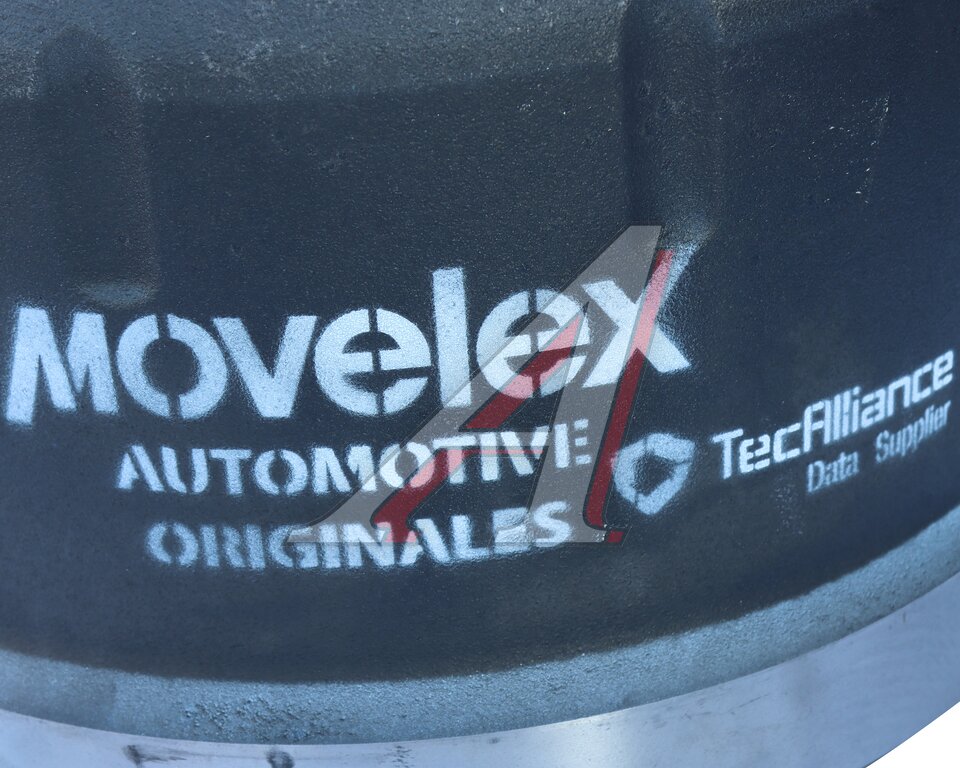 Movelex
AUTOMOTIVE
ORIGINALES
TecAlliance
Data Supplier